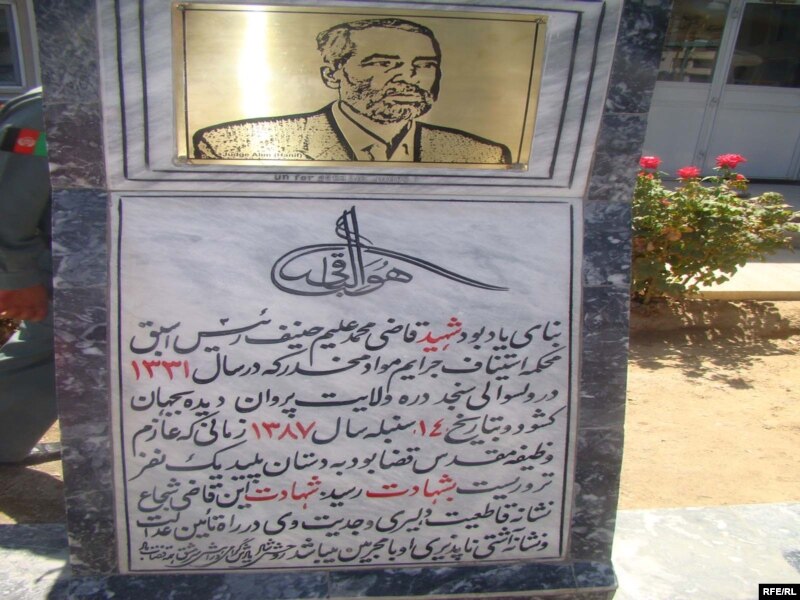 Judge Alim (Hanif)
هوالباقی
بنای یادبود شهید قاضی محمد علیم حنیف رئیس اسبق
محکمه استیناف جرایم مواد مخدر که در سال ۱۳۳۱
در ولسوالی سنجد دره ولایت پروان دیده بجهان
کشود و بتاریخ ۱۴ سنبله سال ۱۳۸۷ زمانی که عازم
وظیفه مقدس قضا بود به دستان پلید یک نفر
تروریست بشهادت رسید. شهادت این قاضی شجاع
نشانه قاطعیت دلیری و جدیت وی در راه تأمین عدالت
و نشانه آشتی ناپذیری او با مجرمین میباشد
RFE/RL